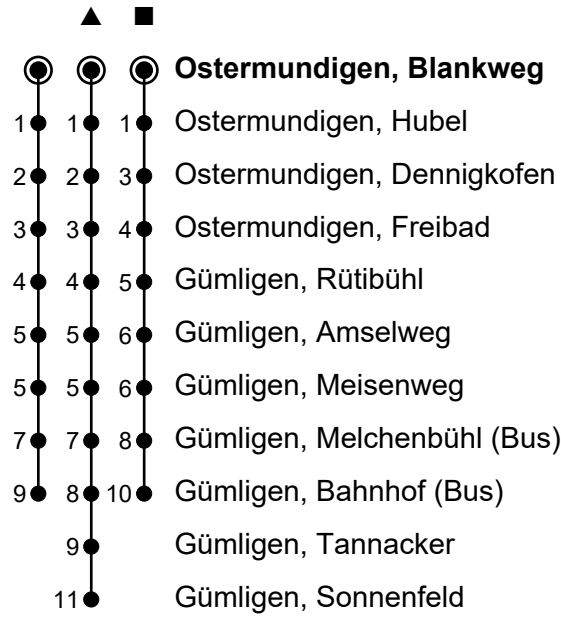 ▲ ■
Ostermundigen, Blankweg
1 1 1 Ostermundigen, Hubel
2 2 3 Ostermundigen, Dennigkofen
3 3 4 Ostermundigen, Freibad
4 4 5 Gümligen, Rütibühl
5 5 6 Gümligen, Amselweg
5 5 6 Gümligen, Meisenweg
7 7 8 Gümligen, Melchenbühl (Bus)
9 8 10 Gümligen, Bahnhof (Bus)
9 Gümligen, Tannacker
11 Gümligen, Sonnenfeld